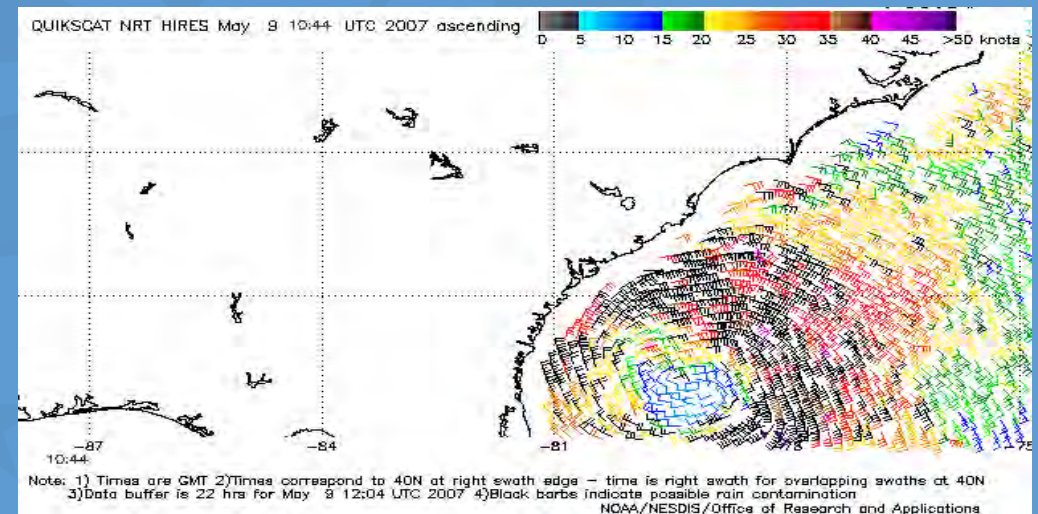 QUIKSCAT NRT HIRES May 9 10:44 UTC 2007 ascending
0 5 10 15 20 25 30 35 40 45 >50 knots
-87 -84 -81 -78 -75
10:44
Note: 1) Times are GMT 2)Times correspond to 40N at right swath edge - time is right swath for overlapping swaths at 40N
3)Data buffer is 22 hrs for May 9 12:04 UTC 2007 4)Black barbs indicate possible rain contamination
NOAA/NESDIS/Office of Research and Applications